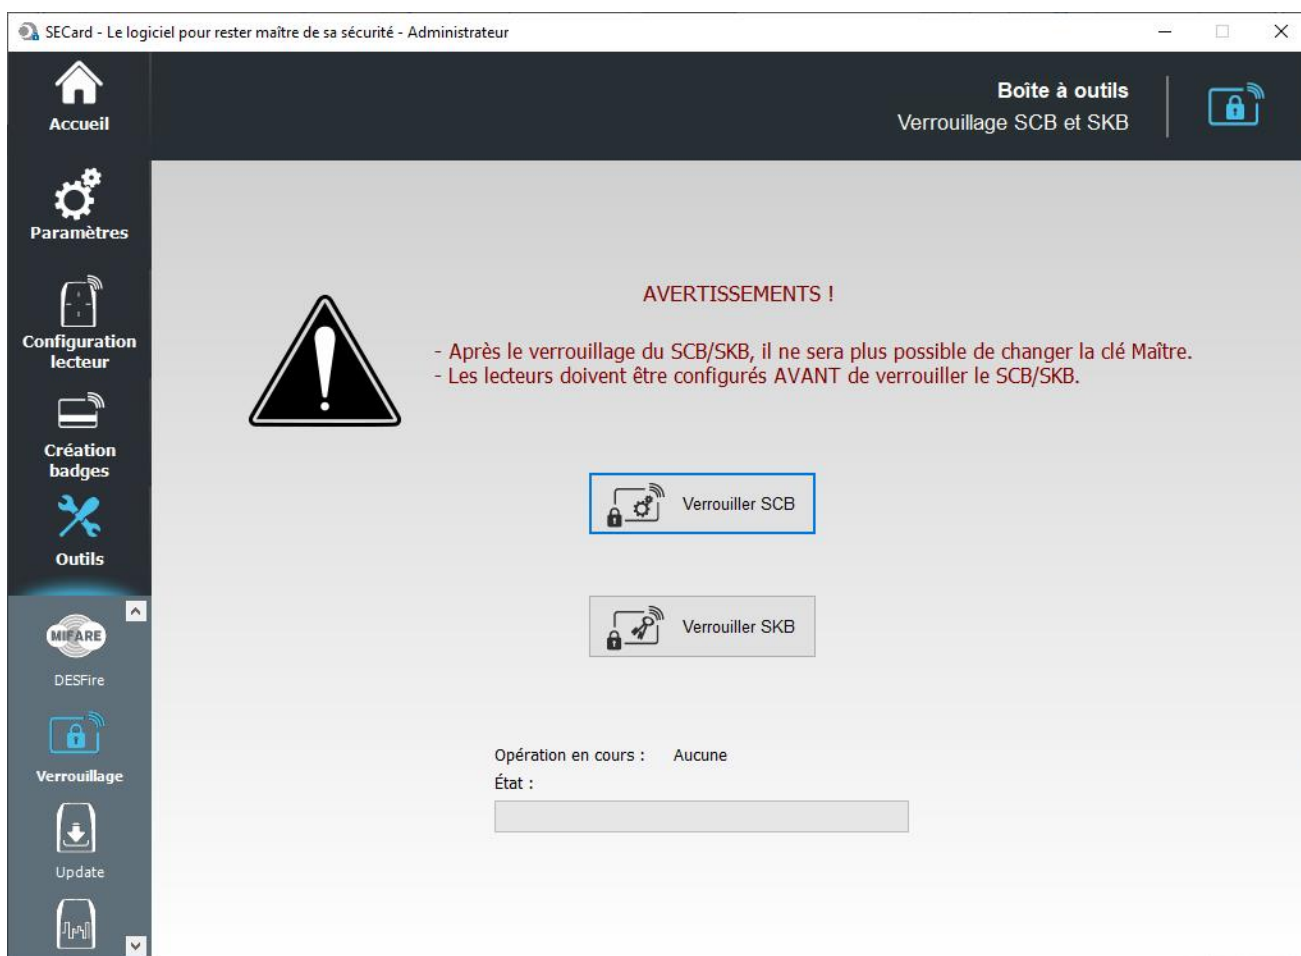 SECard - Le logiciel pour rester maître de sa sécurité - Administrateur
Accueil
Boîte à outils
Verrouillage SCB et SKB
Paramètres
Configuration
lecteur
Création
badges
Outils
MIFARE
DESFire
Verrouillage
Update
AVERTISSEMENTS !
- Après le verrouillage du SCB/SKB, il ne sera plus possible de changer la clé Maître.
- Les lecteurs doivent être configurés AVANT de verrouiller le SCB/SKB.
Verrouiller SCB
Verrouiller SKB
Opération en cours : Aucune
État :